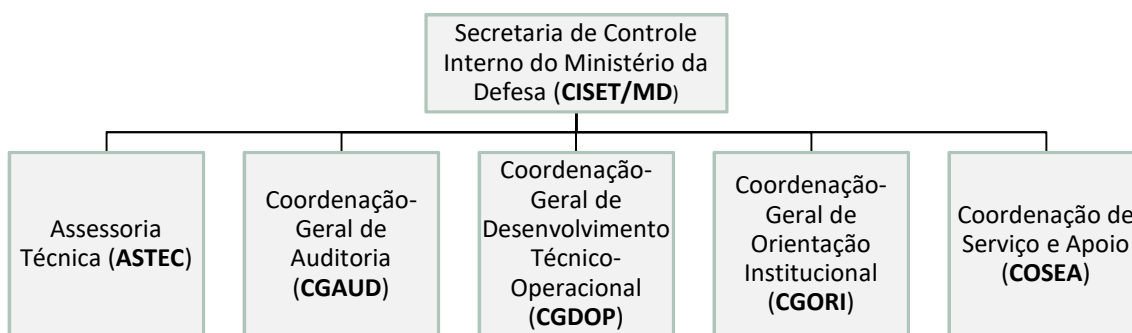 Secretaria de Controle
Interno do Ministério da
Defesa (CISET/MD)
Assessoria
Técnica (ASTEC)
Coordenação-
Geral de
Auditoria
(CGAUD)
Coordenação-
Geral de
Desenvolvimento
Técnico-
Operacional
(CGDOP)
Coordenação-
Geral de
Orientação
Institucional
(CGORI)
Coordenação de
Serviço e Apoio
(COSEA)